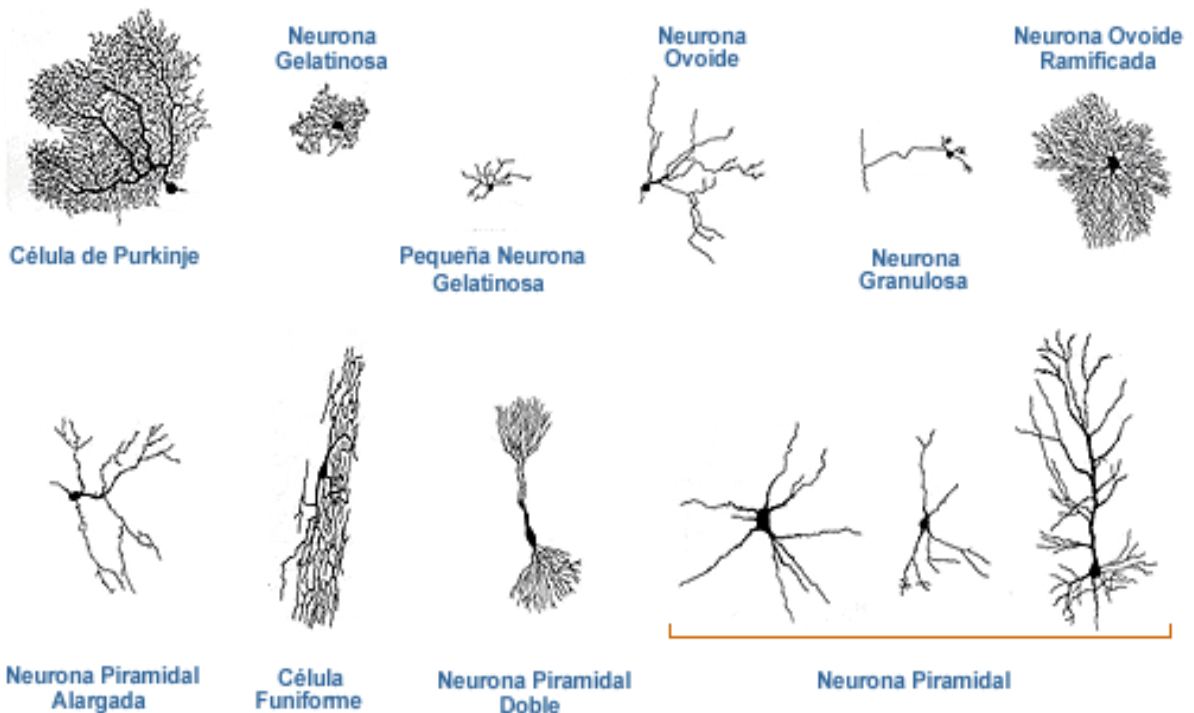 Neurona
Gelatinosa
Neurona
Ovoide
Neurona Ovoide
Ramificada
Célula de Purkinje
Pequeña Neurona
Gelatinosa
Neurona
Granulosa
Neurona Piramidal
Alargada
Célula
Funiforme
Neurona Piramidal
Doble
Neurona Piramidal